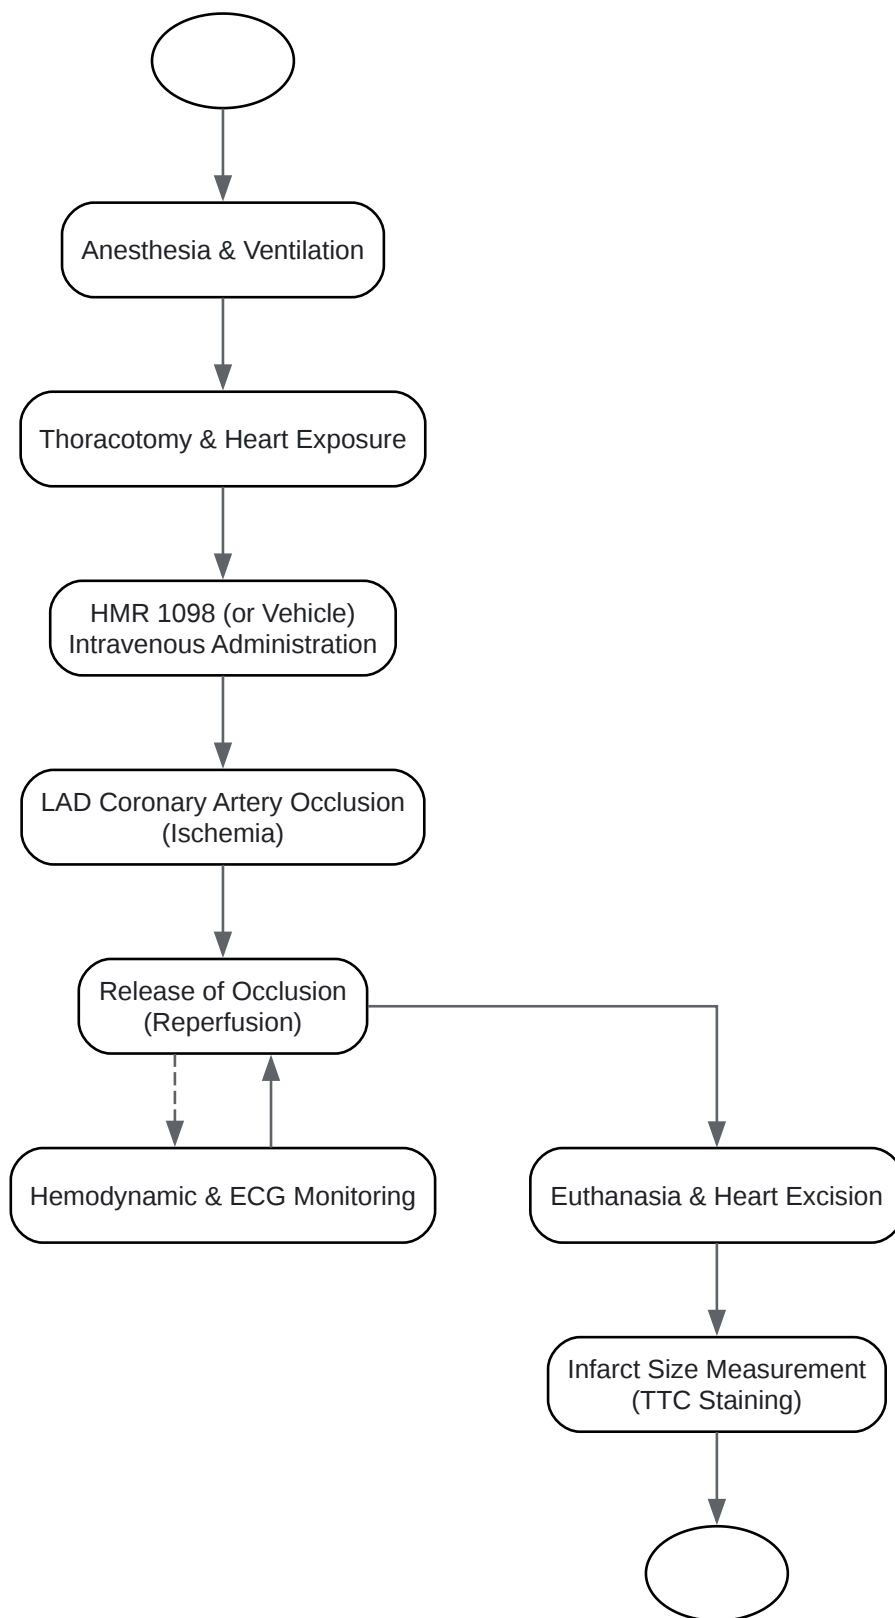 Anesthesia & Ventilation
Thoracotomy & Heart Exposure
HMR 1098 (or Vehicle)
Intravenous Administration
LAD Coronary Artery Occlusion
(Ischemia)
Release of Occlusion
(Reperfusion)
Hemodynamic & ECG Monitoring
Euthanasia & Heart Excision
Infarct Size Measurement
(TTC Staining)